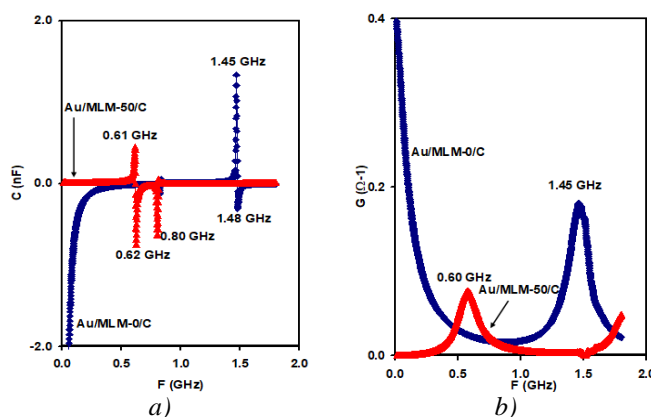 a
2.0
1.45 GHz
Au/MLM-50/C
0.61 GHz
C (nF)
0.0
1.48 GHz
0.80 GHz
0.62 GHz
Au/MLM-0/C
-2.0
0.0 0.5 1.0 1.5 2.0
F (GHz)
a)
b
0.4
Au/MLM-0/C
G (Ω-1)
0.2
1.45 GHz
0.60 GHz
Au/MLM-50/C
0.0
0.0 0.5 1.0 1.5 2.0
F (GHz)
b)